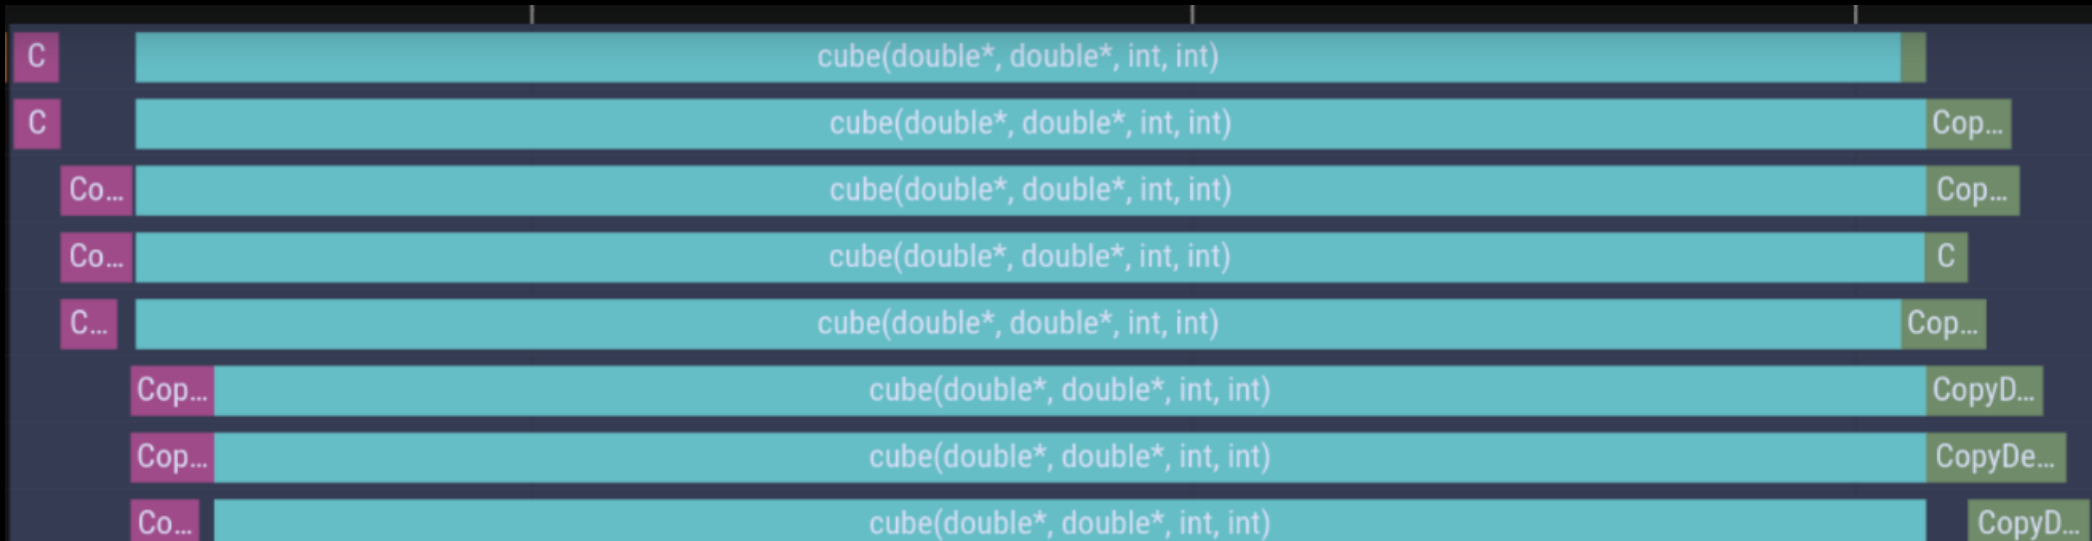 C cube(double*, double*, int, int)
C cube(double*, double*, int, int) Cop...
Co... cube(double*, double*, int, int) Cop...
Co... cube(double*, double*, int, int) C
C... cube(double*, double*, int, int) Cop...
Cop... cube(double*, double*, int, int) CopyD...
Cop... cube(double*, double*, int, int) CopyDe...
Co... cube(double*, double*, int, int) CopyD...